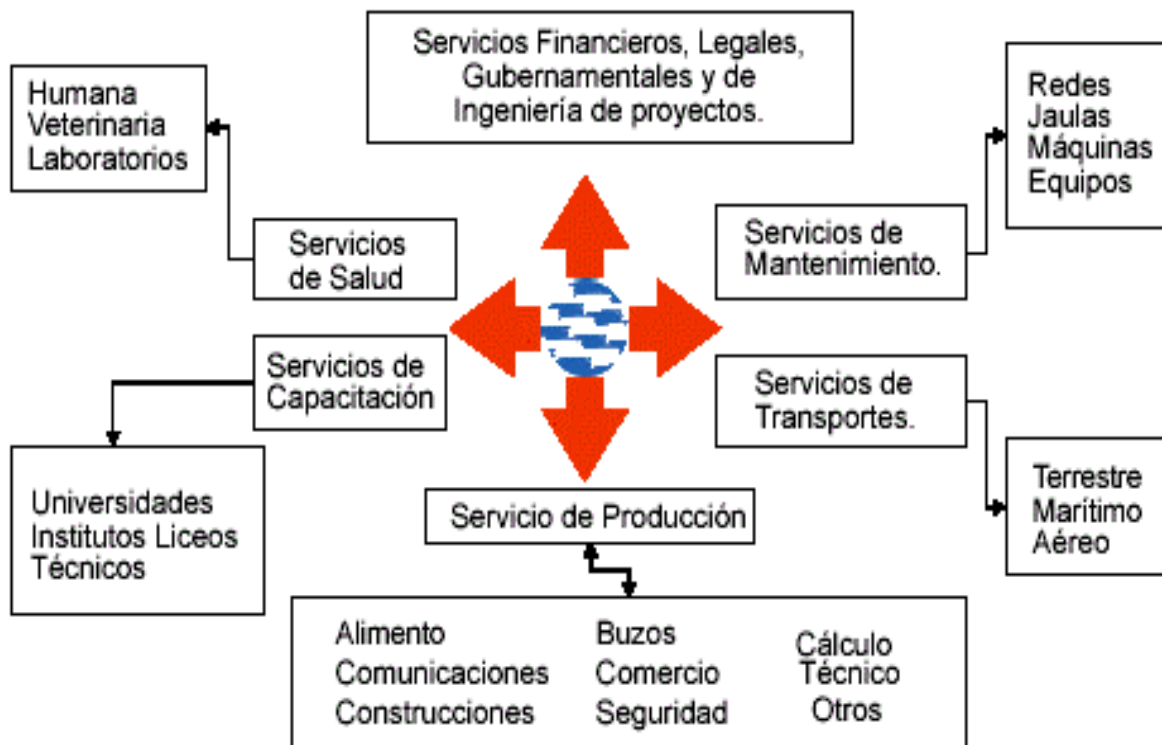 Servicios Financieros, Legales,
Gubernamentales y de
Ingeniería de proyectos.
Humana
Veterinaria
Laboratorios
Redes
Jaulas
Máquinas
Equipos
Servicios
de Salud
Servicios de
Mantenimiento.
Servicios de
Capacitación
Servicios de
Transportes.
Universidades
Institutos Liceos
Técnicos
Servicio de Producción
Terrestre
Marítimo
Aéreo
Alimento
Comunicaciones
Construcciones
Buzos
Comercio
Seguridad
Cálculo
Técnico
Otros